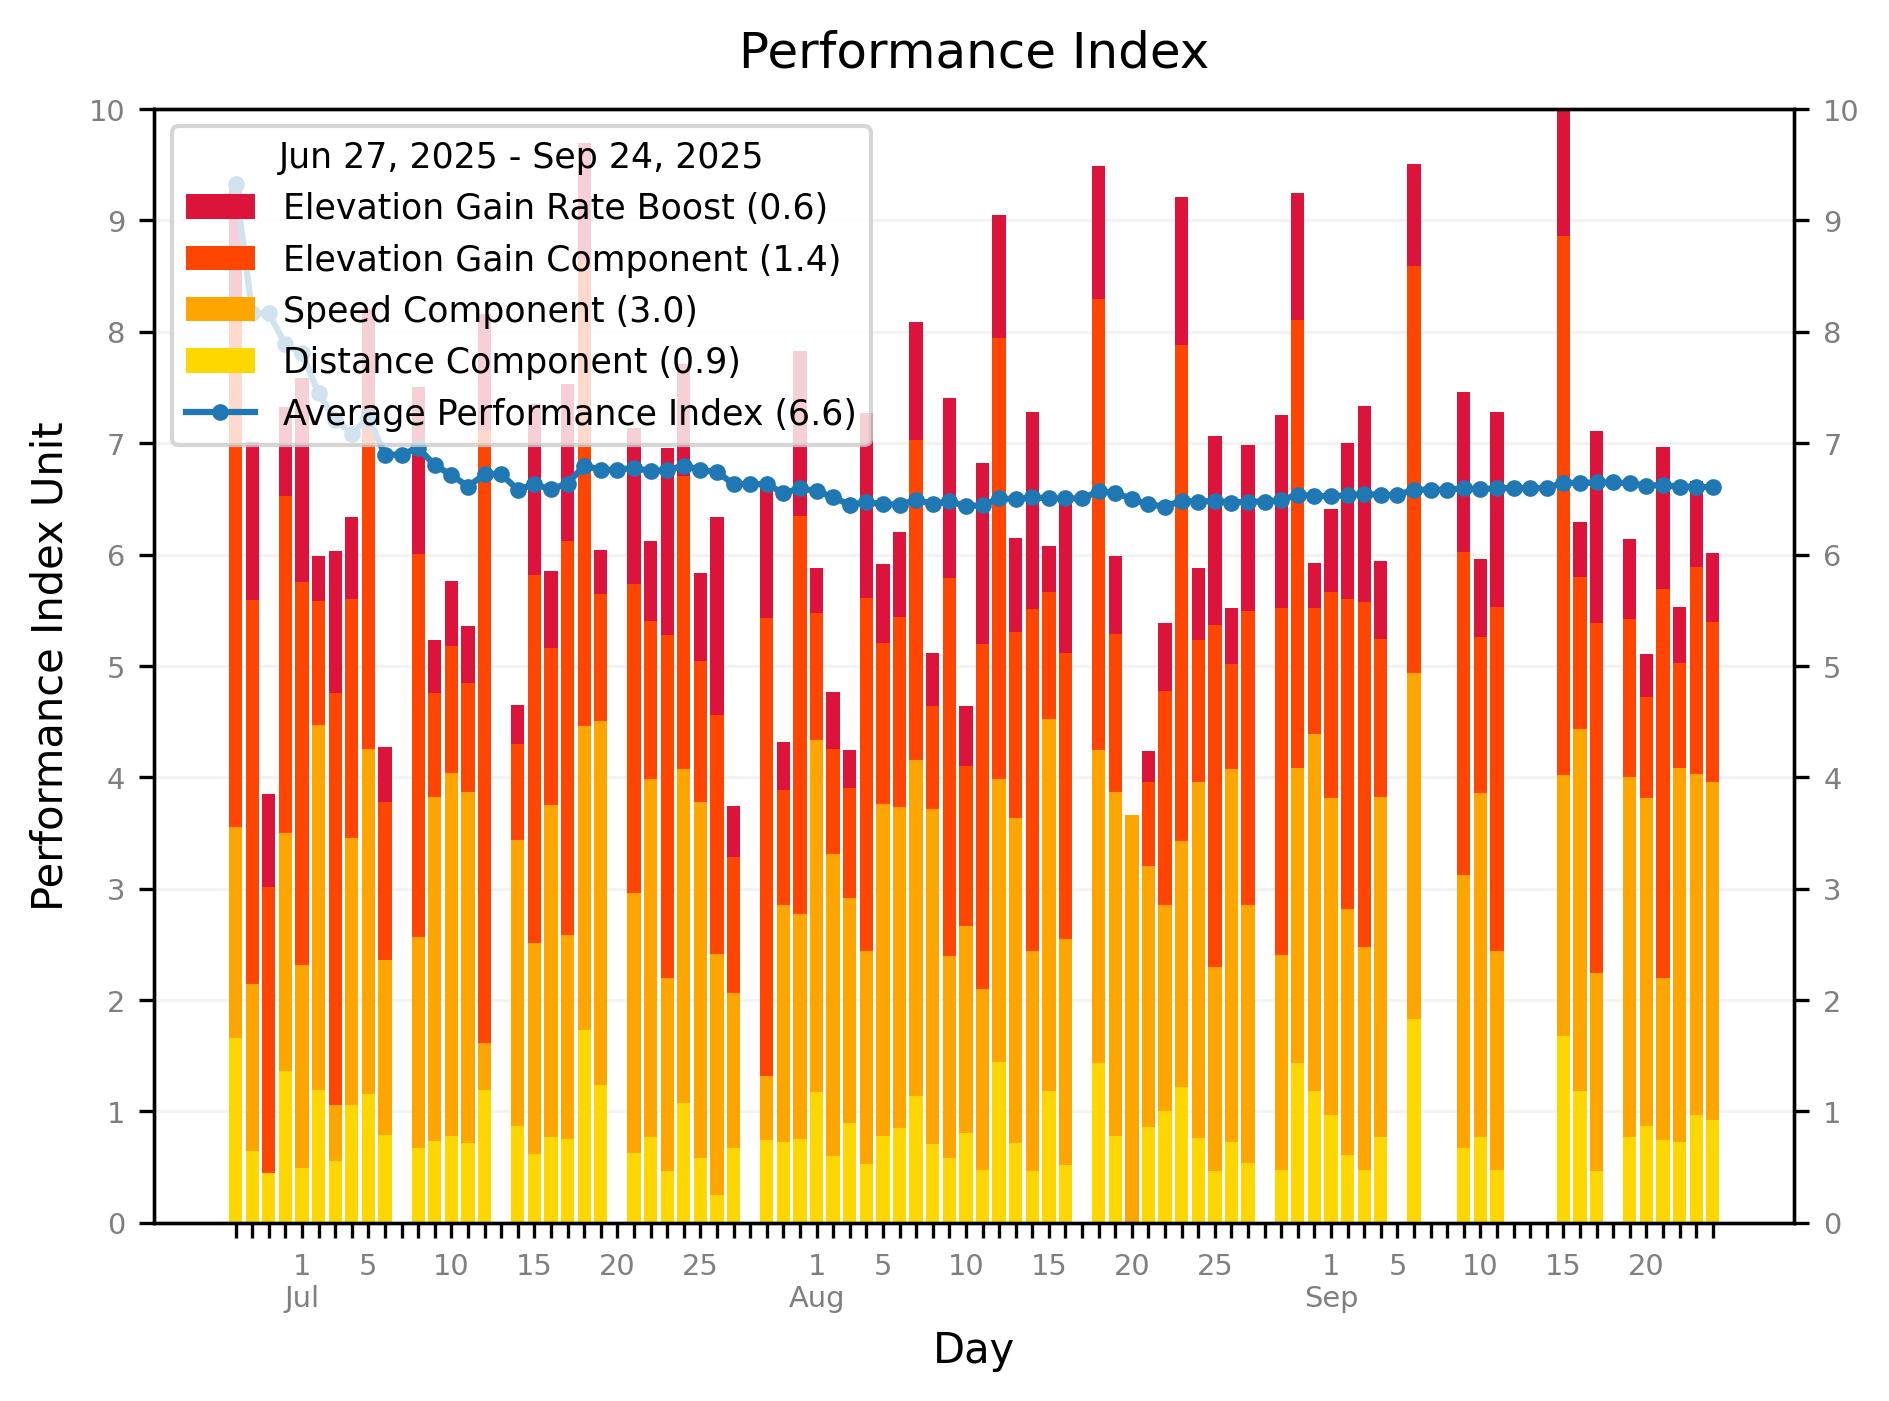 Performance Index
Jun 27, 2025 - Sep 24, 2025
Elevation Gain Rate Boost (0.6)
Elevation Gain Component (1.4)
Speed Component (3.0)
Distance Component (0.9)
Average Performance Index (6.6)
Performance Index Unit
10
9
8
7
6
5
4
3
2
1
0
10
9
8
7
6
5
4
3
2
1
0
1 5 10 15 20 25 1 5 10 15 20 25 1 5 10 15 20
Jul Aug Sep
Day